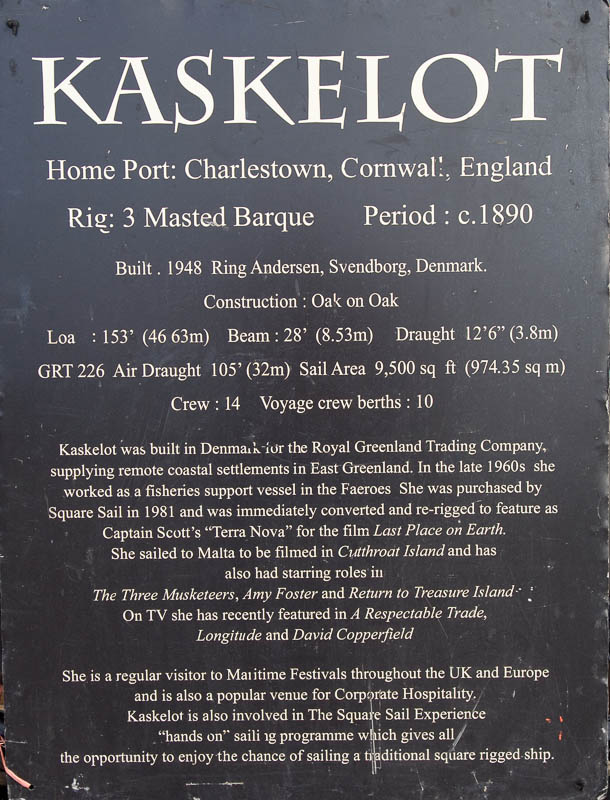 KASKELOT
Home Port: Charlestown, Cornwall, England
Rig: 3 Masted Barque Period : c.1890
Built . 1948 Ring Andersen, Svendborg, Denmark.
Construction : Oak on Oak
Loa : 153' (46 63m) Beam : 28' (8.53m) Draught 12'6" (3.8m)
GRT 226 Air Draught 105' (32m) Sail Area 9,500 sq ft (974.35 sq m)
Crew : 14 Voyage crew berths : 10
Kaskelot was built in Denmark for the Royal Greenland Trading Company,
supplying remote coastal settlements in East Greenland. In the late 1960s she
worked as a fisheries support vessel in the Faeroes She was purchased by
Square Sail in 1981 and was immediately converted and re-rigged to feature as
Captain Scott's "Terra Nova" for the film Last Place on Earth.
She sailed to Malta to be filmed in Cutthroat Island and has
also had starring roles in
The Three Musketeers, Amy Foster and Return to Treasure Island
On TV she has recently featured in A Respectable Trade,
Longitude and David Copperfield
She is a regular visitor to Maritime Festivals throughout the UK and Europe
and is also a popular venue for Corporate Hospitality.
Kaskelot is also involved in The Square Sail Experience
"hands on" sailing programme which gives all
the opportunity to enjoy the chance of sailing a traditional square rigged ship.